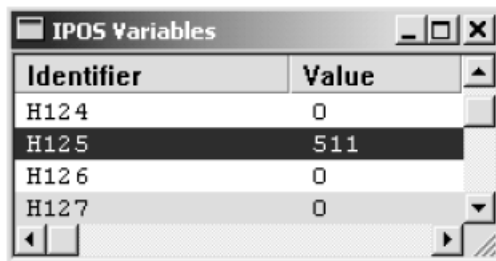 IPOS Variables
Identifier Value
H124 0
H125 511
H126 0
H127 0